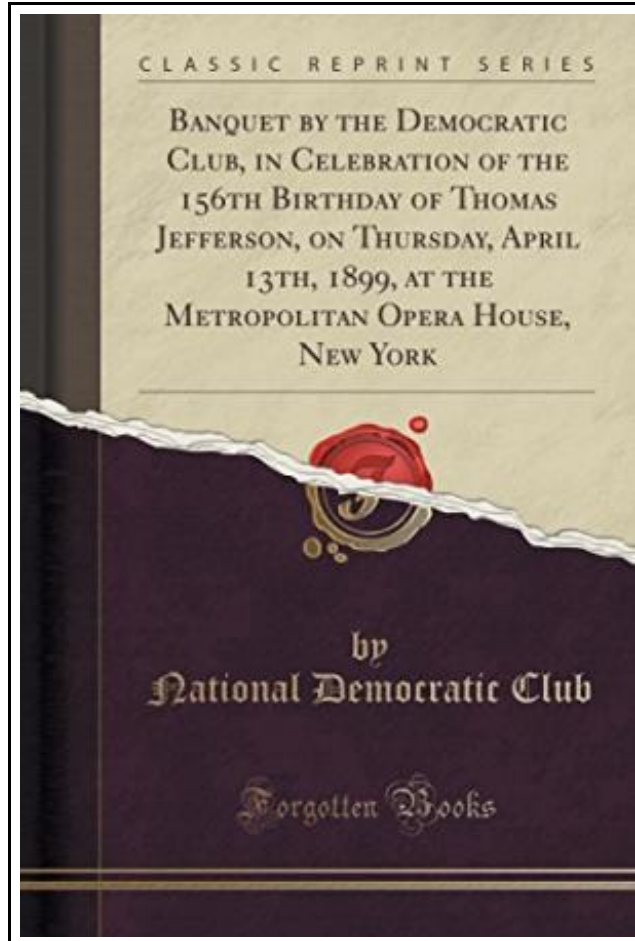 CLASSIC REPRINT SERIES
BANQUET BY THE DEMOCRATIC
CLUB, IN CELEBRATION OF THE
156TH BIRTHDAY OF THOMAS
JEFFERSON, ON THURSDAY, APRIL
13TH, 1899, AT THE
METROPOLITAN OPERA HOUSE,
NEW YORK
by
National Democratic Club
Forgotten Books